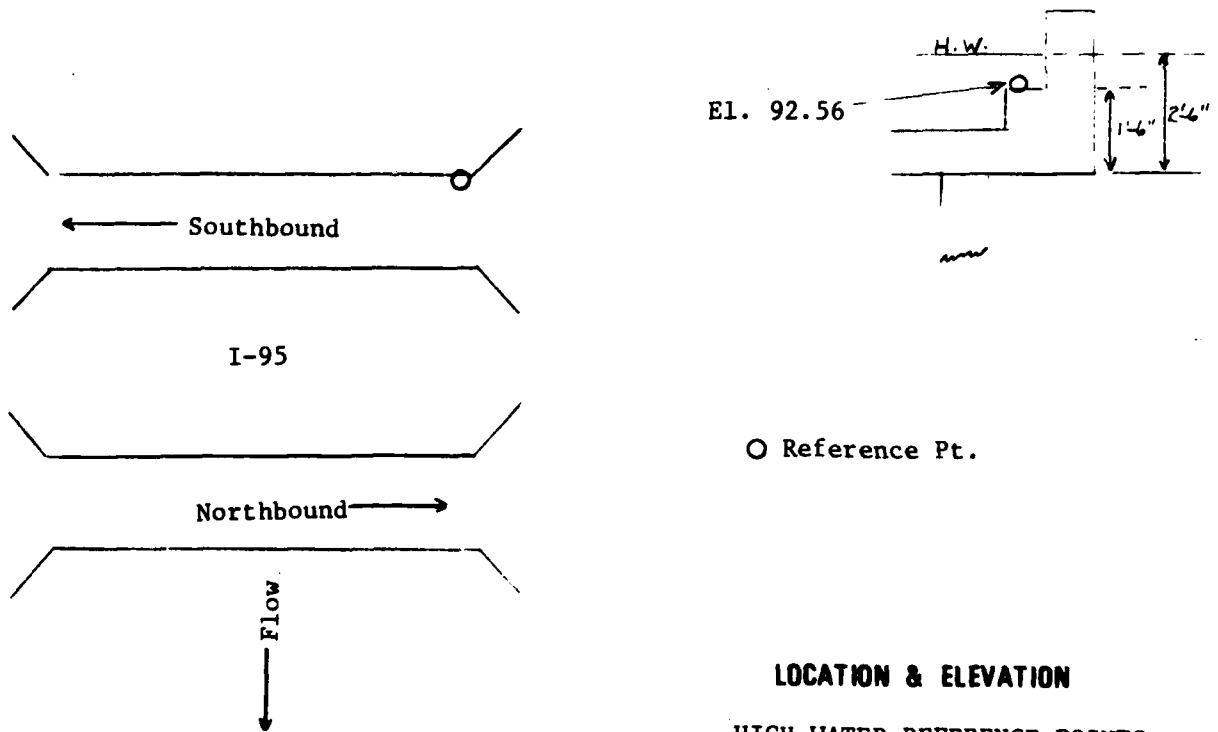 H.W.
El. 92.56
1'-6"
2'-6"
Southbound
I-95
O Reference Pt.
Northbound
Flow
LOCATION & ELEVATION
HIGH WATER REFERENCE POINTS